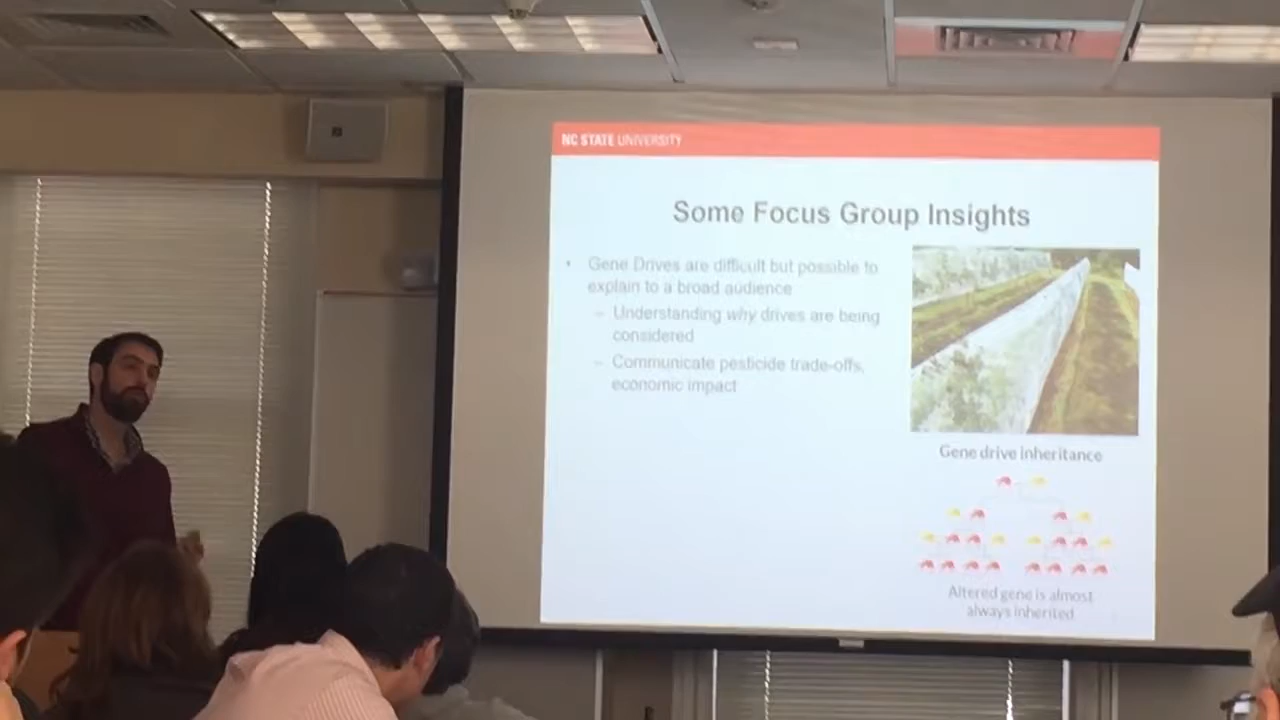 NC STATE UNIVERSITY
Some Focus Group Insights
• Gene Drives are difficult but possible to
explain to a broad audience
– Understanding why drives are being
considered
– Communicate pesticide trade-offs,
economic impact
Gene drive inheritance
Altered gene is almost
always inherited